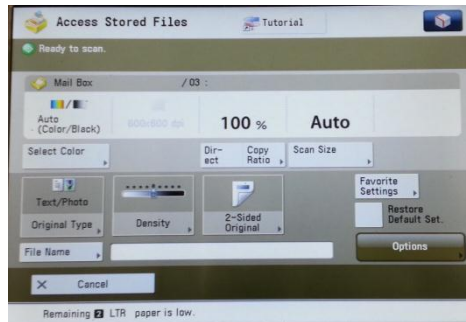 Access Stored Files
Tutorial
Ready to scan.
Mail Box /03 :
Auto
(Color/Black)
600x600 dpi
100 %
Auto
Select Color
Dir-
ect
Copy
Ratio
Scan Size
Text/Photo
Original Type
Density
2-Sided
Original
Favorite
Settings
Restore
Default Set.
File Name
Options
X Cancel
Remaining 2 LTR paper is low.